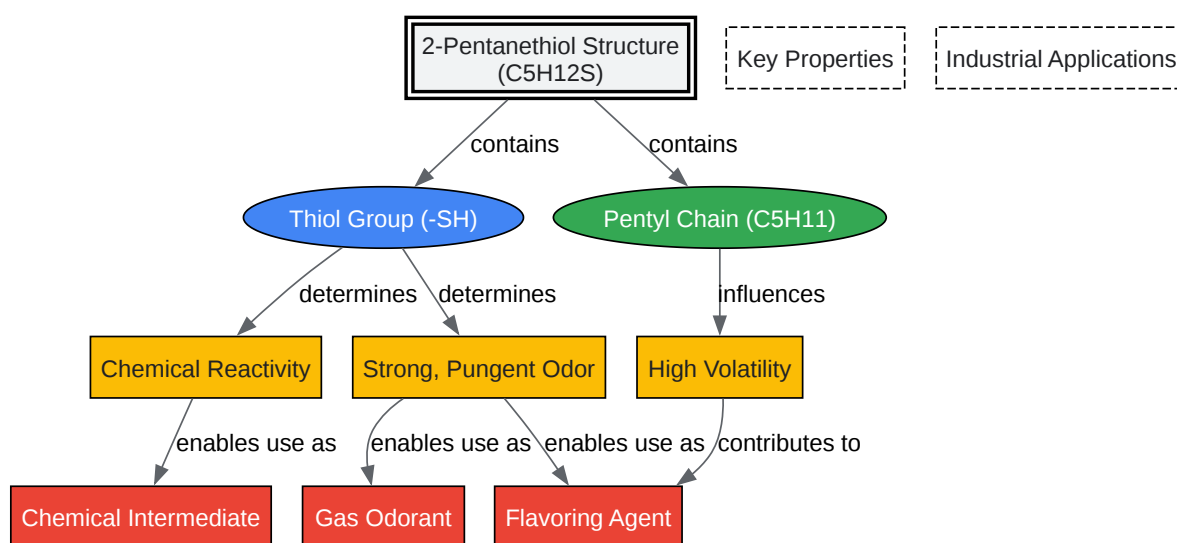 2-Pentanethiol Structure
(C5H12S)
Key Properties
Industrial Applications
contains
contains
Thiol Group (-SH)
Pentyl Chain (C5H11)
determines
determines
influences
Chemical Reactivity
Strong, Pungent Odor
High Volatility
enables use as
enables use as
enables use as
contributes to
Chemical Intermediate
Gas Odorant
Flavoring Agent